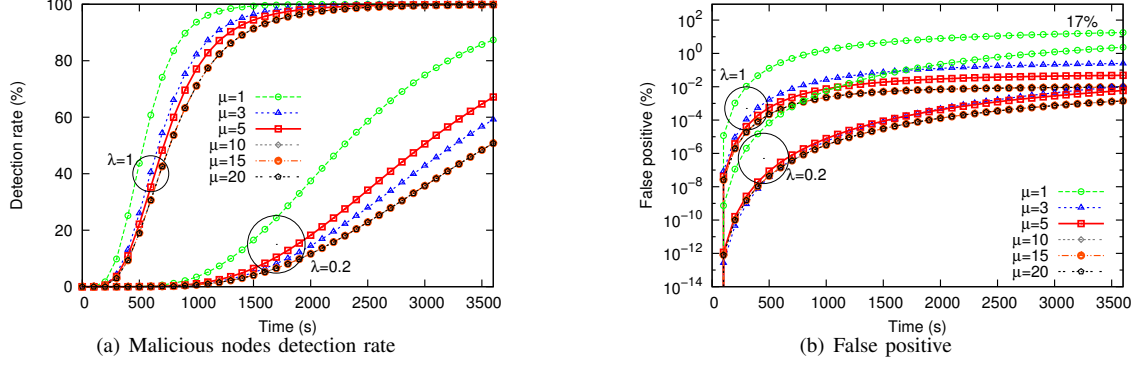 100
80
60
40
20
0
Detection rate (%)
μ=1
μ=3
μ=5
μ=10
μ=15
μ=20
λ=1
λ=0.2
0 500 1000 1500 2000 2500 3000 3500
Time (s)
(a) Malicious nodes detection rate
10^2
10^0
10^-2
10^-4
10^-6
10^-8
10^-10
10^-12
10^-14
False positive (%)
17%
λ=1
λ=0.2
μ=1
μ=3
μ=5
μ=10
μ=15
μ=20
0 500 1000 1500 2000 2500 3000 3500
Time (s)
(b) False positive